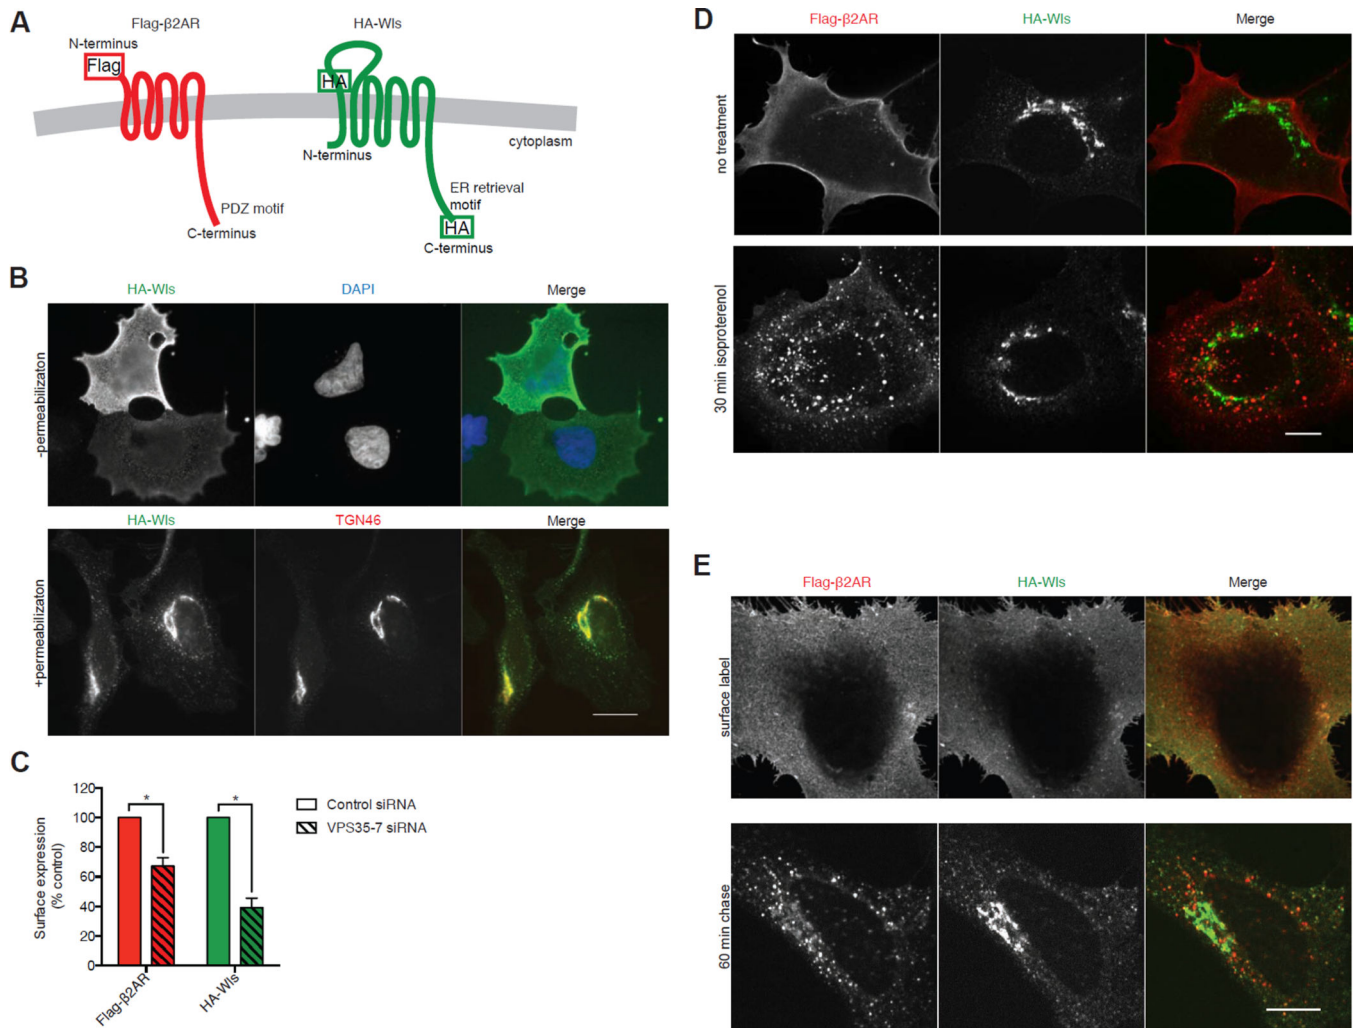 A
Flag-β2AR
HA-Wls
N-terminus
Flag
HA
N-terminus
cytoplasm
PDZ motif
C-terminus
ER retrieval
motif
HA
C-terminus
B
HA-Wls
DAPI
Merge
-permeabilizaton
HA-Wls
TGN46
Merge
+permeabilizaton
C
Surface expression
(% control)
120
100
80
60
40
20
0
*
*
Control siRNA
VPS35-7 siRNA
Flag-β2AR
HA-Wls
D
Flag-β2AR
HA-Wls
Merge
no treatment
30 min isoproterenol
E
Flag-β2AR
HA-Wls
Merge
surface label
60 min chase